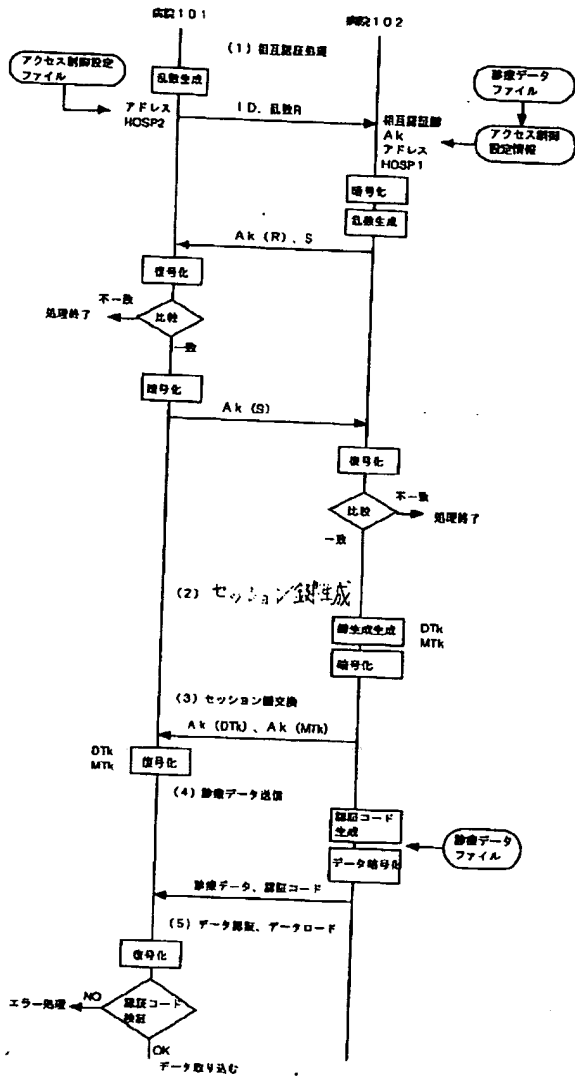 病院101
病院102
(1) 相互認証処理
アクセス制御設定
ファイル
乱数生成
診療データ
ファイル
アドレス
HOSP2
ID、乱数R
相互認証鍵
Ak
アドレス
HOSP1
アクセス制御
設定情報
暗号化
乱数生成
Ak (R)、S
復号化
不一致
処理終了
比較
一致
暗号化
Ak (S)
復号化
不一致
比較
処理終了
一致
(2) セッション鍵生成
鍵生成生成
DTk
MTk
暗号化
(3) セッション鍵交換
Ak (DTk)、Ak (MTk)
DTk
MTk
復号化
(4) 診療データ送信
認証コード
生成
診療データ
ファイル
データ暗号化
診療データ、認証コード
(5) データ認証、データロード
復号化
エラー処理
NO
認証コード
検証
OK
データ取り込む